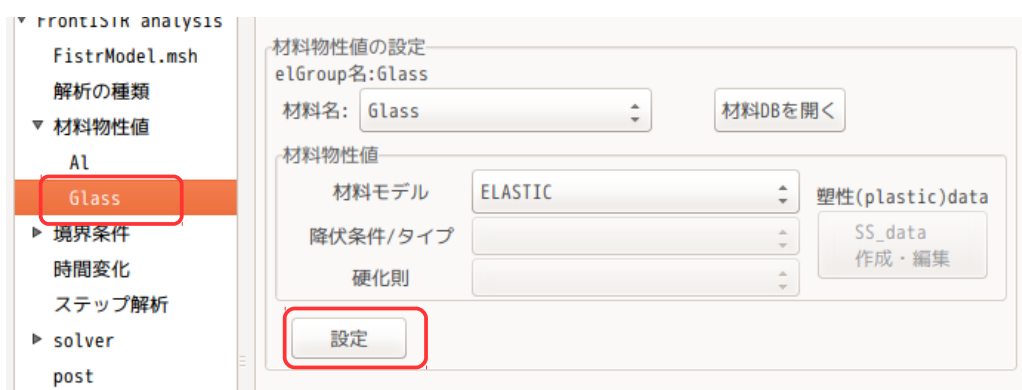 FrontISTR analysis
FistrModel.msh
解析の種類
材料物性値
Al
Glass
境界条件
時間変化
ステップ解析
solver
post
材料物性値の設定
elGroup名:Glass
材料名: Glass 材料DBを開く
材料物性値
材料モデル ELASTIC
塑性(plastic)data
降伏条件/タイプ
SS_data
作成・編集
硬化則
設定